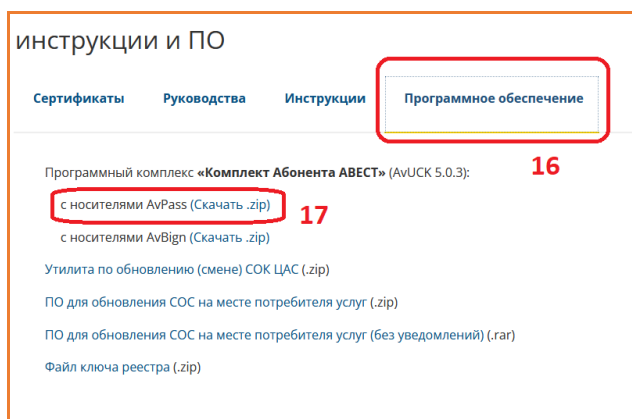 инструкции и ПО
Сертификаты Руководства Инструкции Программное обеспечение
16
Программный комплекс «Комплект Абонента АВЕСТ» (AvUCK 5.0.3):
с носителями AvPass (Скачать .zip)
17
с носителями AvBign (Скачать .zip)
Утилита по обновлению (смене) СОК ЦАС (.zip)
ПО для обновления СОС на месте потребителя услуг (.zip)
ПО для обновления СОС на месте потребителя услуг (без уведомлений) (.rar)
Файл ключа реестра (.zip)